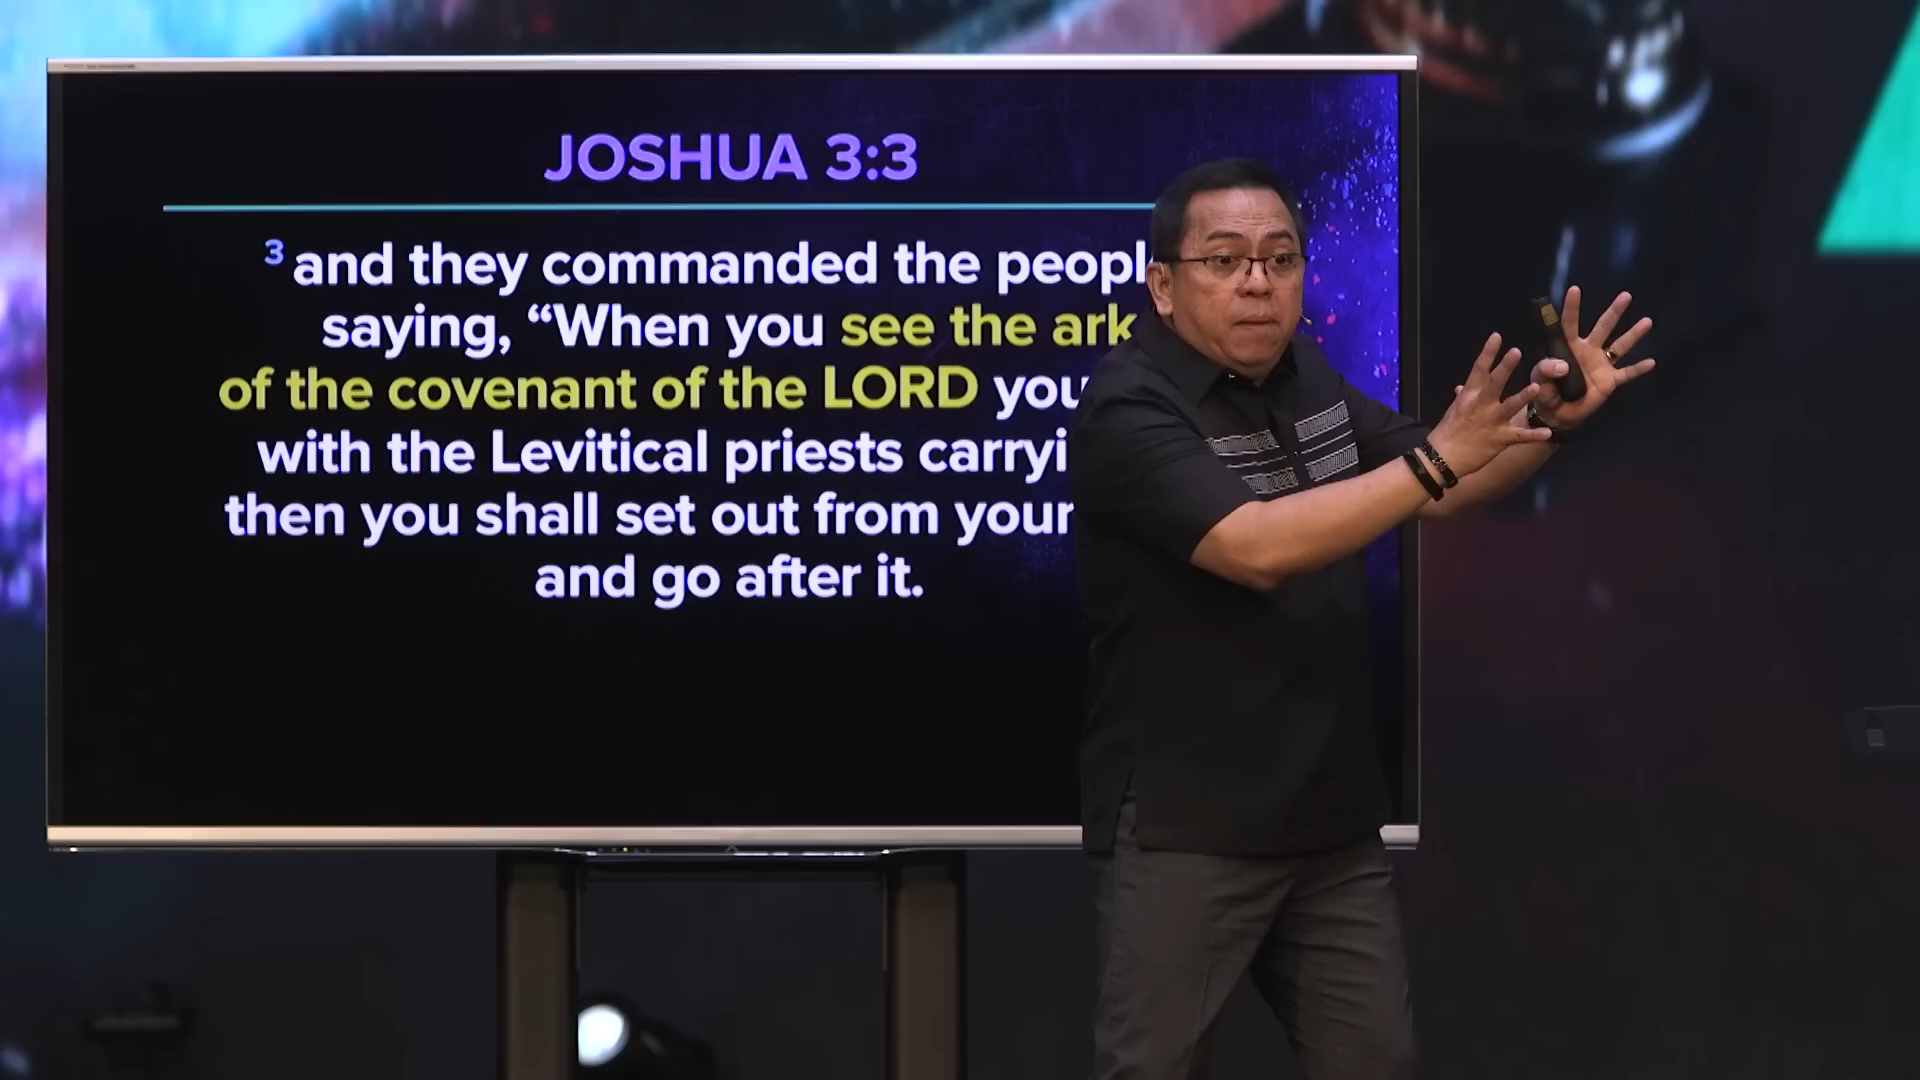 JOSHUA 3:3
3 and they commanded the peopl
saying, “When you see the ark
of the covenant of the LORD you
with the Levitical priests carryi
then you shall set out from your
and go after it.